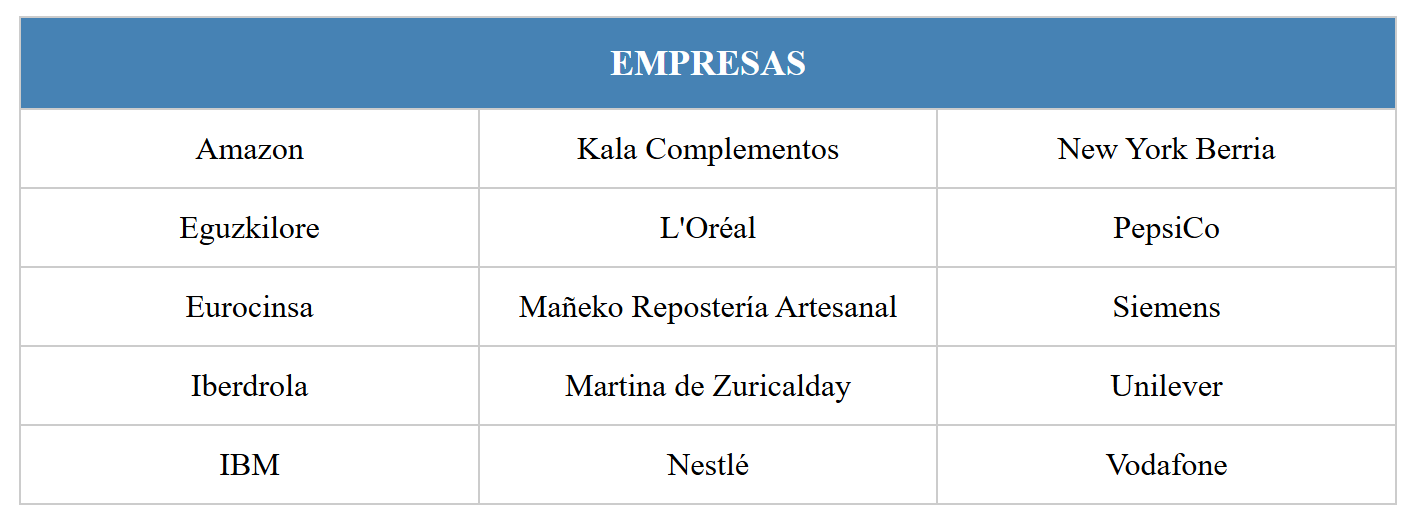 EMPRESAS
Amazon Kala Complementos New York Berria
Eguzkilore L'Oréal PepsiCo
Eurocinsa Mañeko Repostería Artesanal Siemens
Iberdrola Martina de Zuricalday Unilever
IBM Nestlé Vodafone